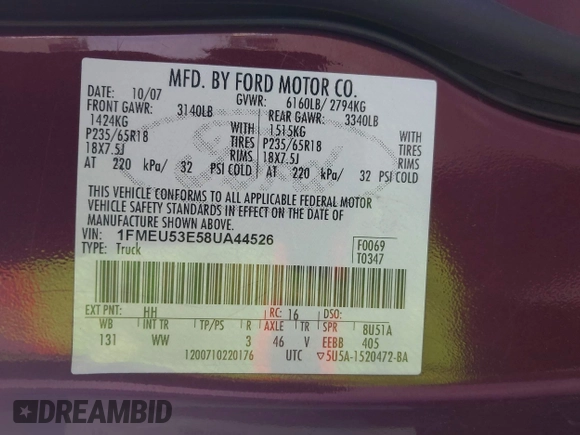 MFD. BY FORD MOTOR CO.
DATE: 10/07 GVWR: 6160LB/ 2794KG
FRONT GAWR: 3140LB REAR GAWR: 3340LB
1424KG WITH 1515KG WITH
P235/65R18 TIRES P235/65R18 TIRES
18X7.5J RIMS 18X7.5J RIMS
AT 220 kPa/ 32 PSI COLD AT 220 kPa/ 32 PSI COLD
THIS VEHICLE CONFORMS TO ALL APPLICABLE FEDERAL MOTOR
VEHICLE SAFETY STANDARDS IN EFFECT ON THE DATE OF
MANUFACTURE SHOWN ABOVE.
VIN: 1FMEU53E58UA44526 F0069
TYPE: Truck T0347
EXT PNT: HH RC: 16 DSO:
WB INT TR TP/PS R AXLE TR SPR 8U51A
131 WW 3 46 V EEBB 405
1200710220176 UTC ▽5U5A-1520472-BA
DREAMBID